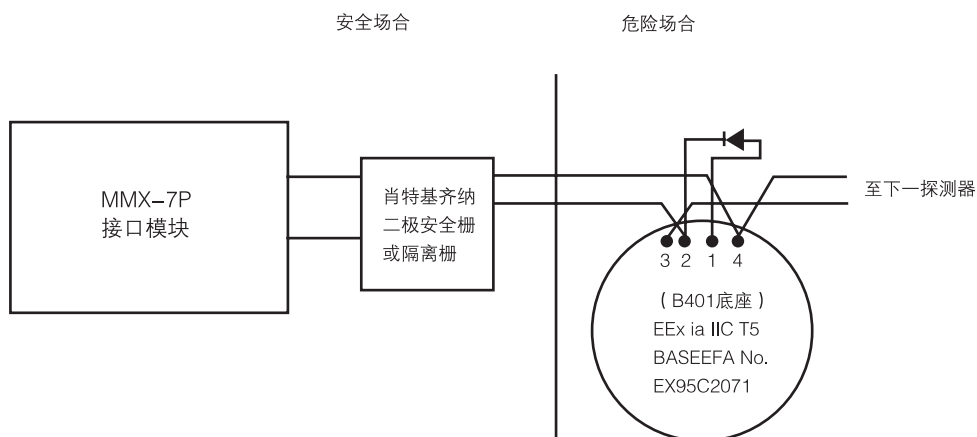 安全场合
危险场合
MMX-7P
接口模块
肖特基齐纳
二极安全栅
或隔离栅
至下一探测器
3 2 1 4
（B401底座）
EEx ia IIC T5
BASEEFA No.
EX95C2071